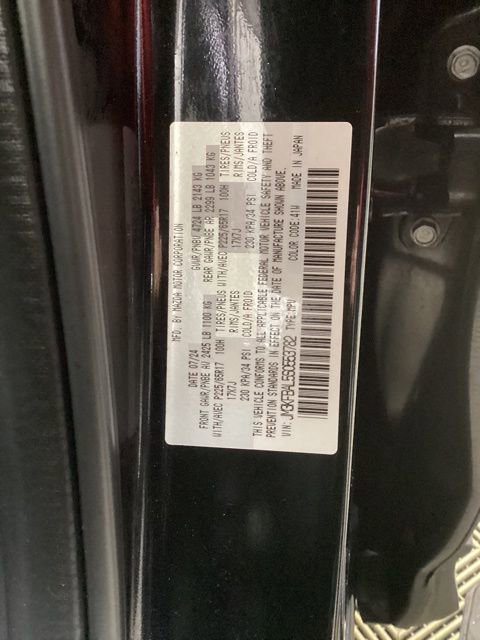 MFD. BY MAZDA MOTOR CORPORATION
DATE 07/24 GVWR/PNBV 4724 LB 2143 KG
FRONT GAWR/PNBE AV 2425 LB 1100 KG REAR GAWR/PNBE AR 2299 LB 1043 KG
WITH/AVEC P225/65R17 100H TIRES/PNEUS WITH/AVEC P225/65R17 100H TIRES/PNEUS
17X7J RIMS/JANTES 17X7J RIMS/JANTES
230 KPA/34 PSI COLD/A FROID 230 KPA/34 PSI COLD/A FROID
THIS VEHICLE CONFORMS TO ALL APPLICABLE FEDERAL MOTOR VEHICLE SAFETY AND THEFT
PREVENTION STANDARDS IN EFFECT ON THE DATE OF MANUFACTURE SHOWN ABOVE.
VIN: TYPE:MPV COLOR CODE:41W MADE IN JAPAN